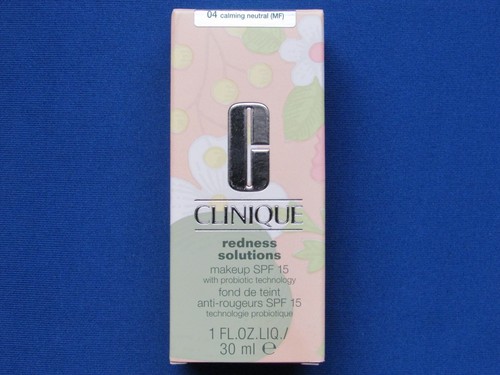 04 calming neutral (MF)
CLINIQUE
redness
solutions
makeup SPF 15
with probiotic technology
fond de teint
anti-rougeurs SPF 15
technologie probiotique
1 FL.OZ.LIQ./
30 ml ℮